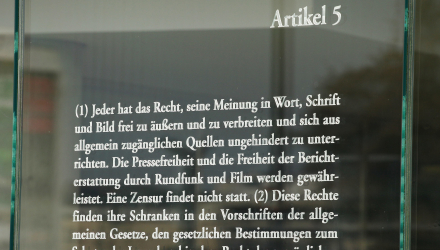 Artikel 5
(1) Jeder hat das Recht, seine Meinung in Wort, Schrift
und Bild frei zu äußern und zu verbreiten und sich aus
allgemein zugänglichen Quellen ungehindert zu unter-
richten. Die Pressefreiheit und die Freiheit der Bericht-
erstattung durch Rundfunk und Film werden gewähr-
leistet. Eine Zensur findet nicht statt. (2) Diese Rechte
finden ihre Schranken in den Vorschriften der allge-
meinen Gesetze, den gesetzlichen Bestimmungen zum